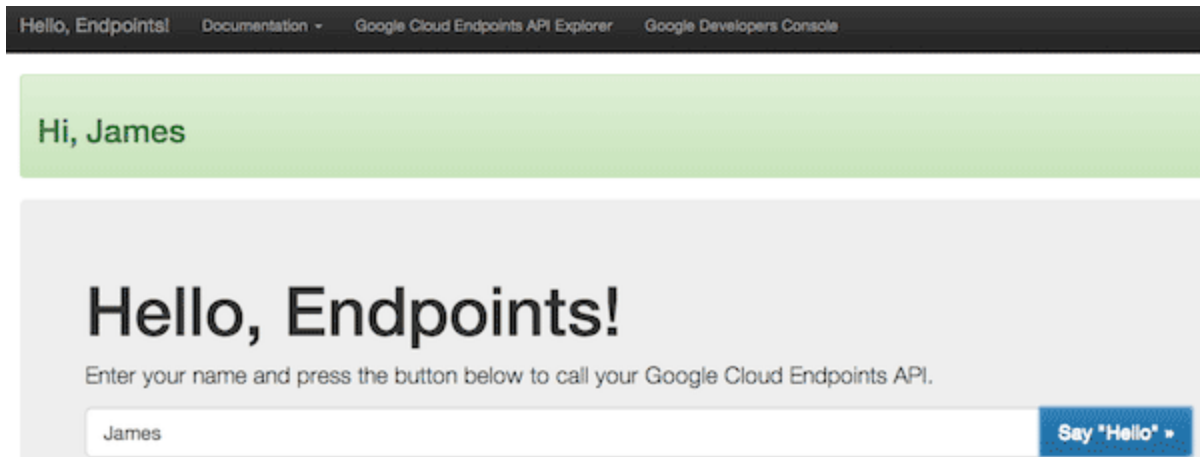 Hello, Endpoints! Documentation Google Cloud Endpoints API Explorer Google Developers Console
Hi, James
Hello, Endpoints!
Enter your name and press the button below to call your Google Cloud Endpoints API.
James Say "Hello" »